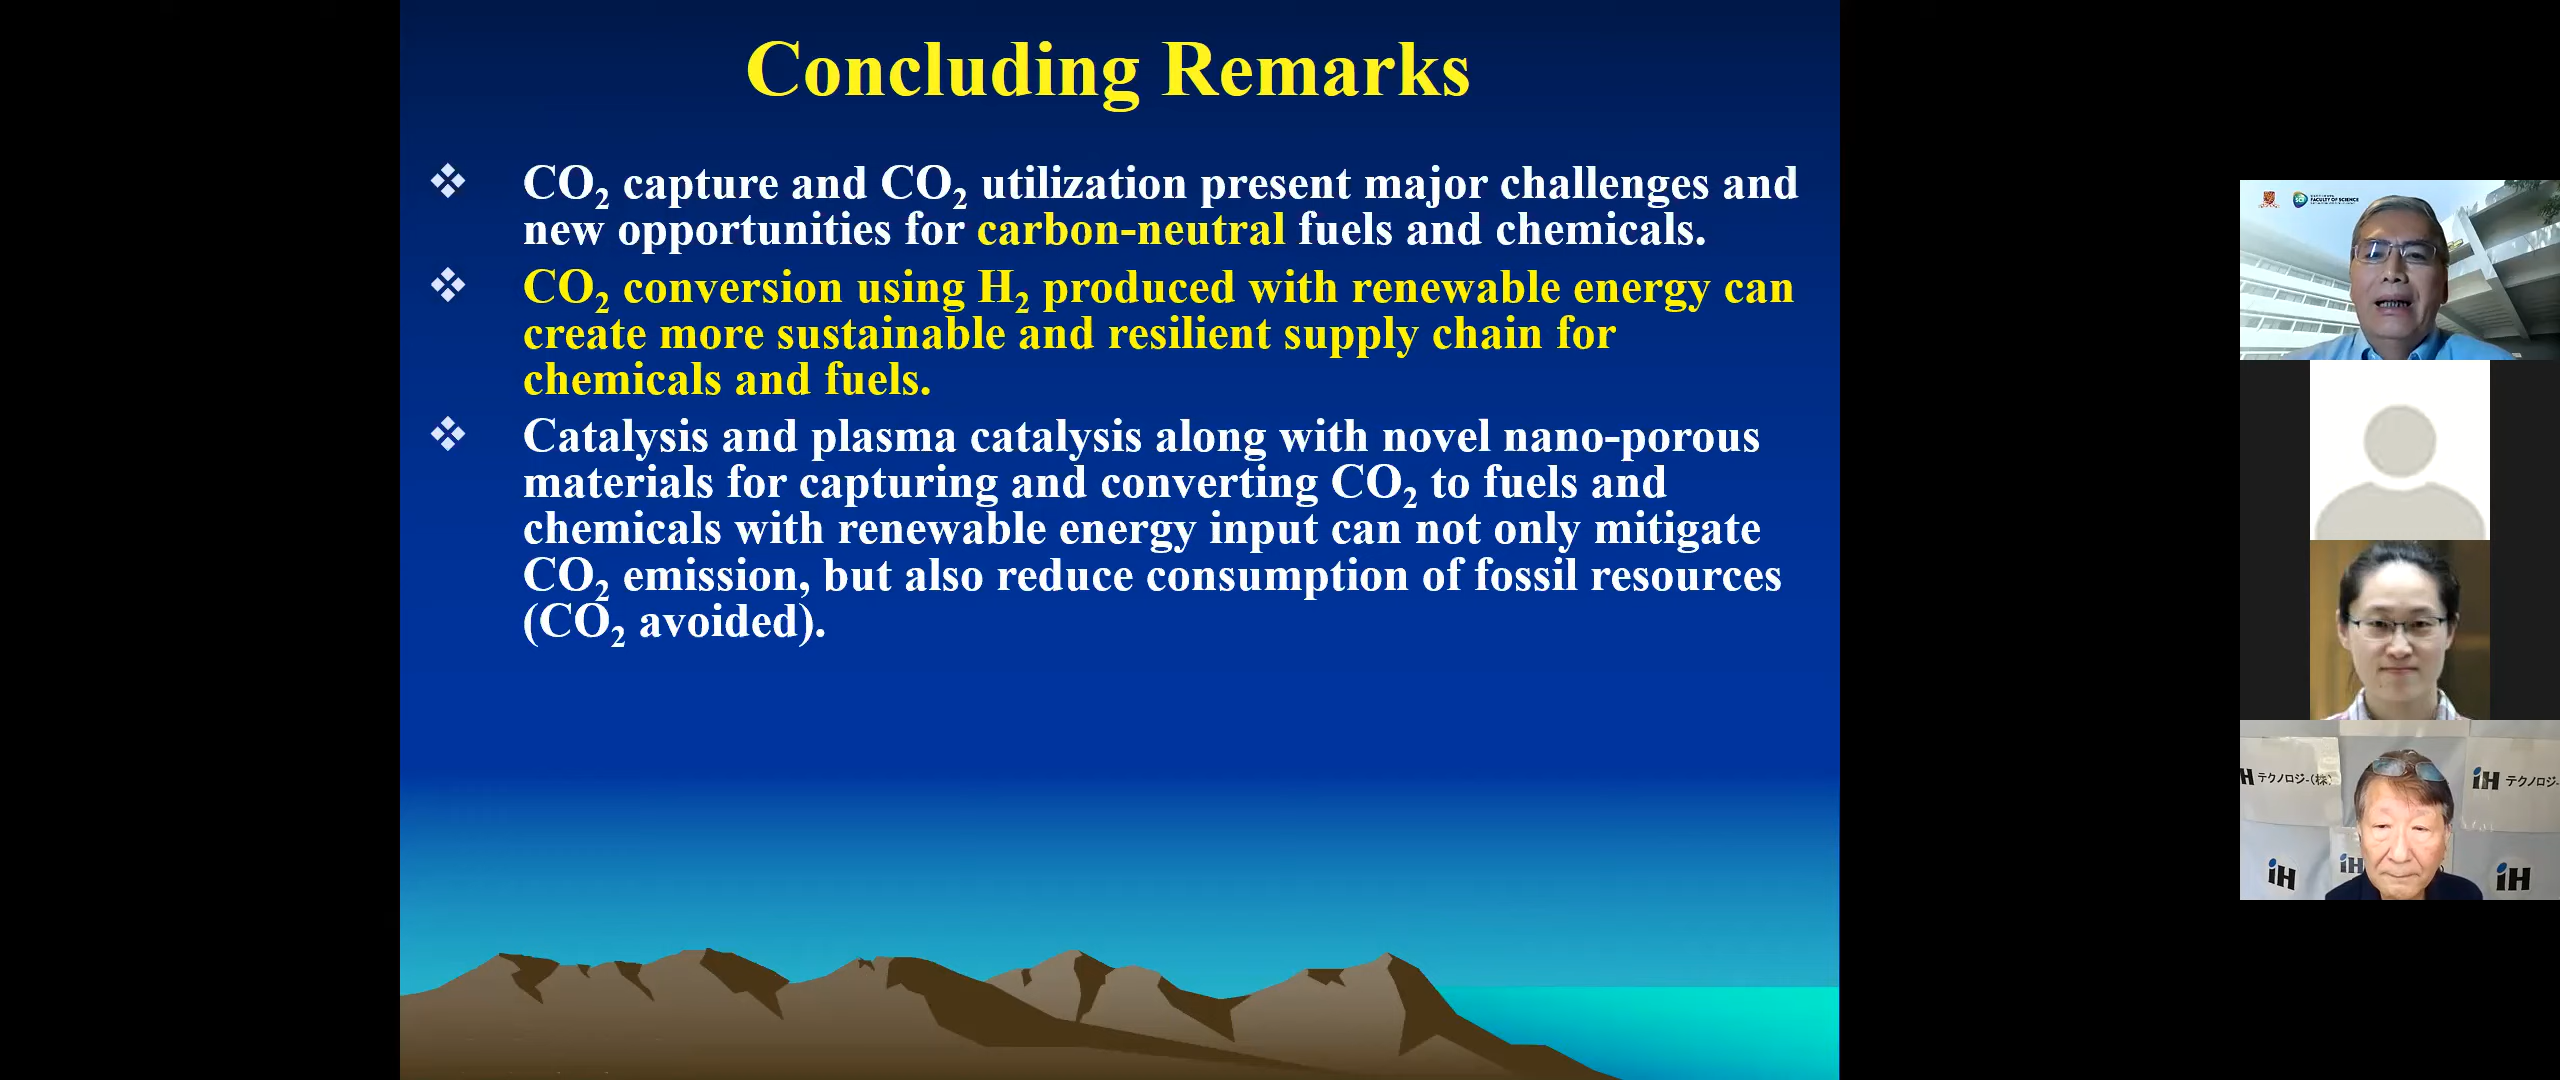 Concluding Remarks
❖ CO₂ capture and CO₂ utilization present major challenges and
new opportunities for carbon-neutral fuels and chemicals.
❖ CO₂ conversion using H₂ produced with renewable energy can
create more sustainable and resilient supply chain for
chemicals and fuels.
❖ Catalysis and plasma catalysis along with novel nano-porous
materials for capturing and converting CO₂ to fuels and
chemicals with renewable energy input can not only mitigate
CO₂ emission, but also reduce consumption of fossil resources
(CO₂ avoided).
FACULTY OF SCIENCE
H テクノロジ-(株)
iH テクノロジ-
iH
iH
iH